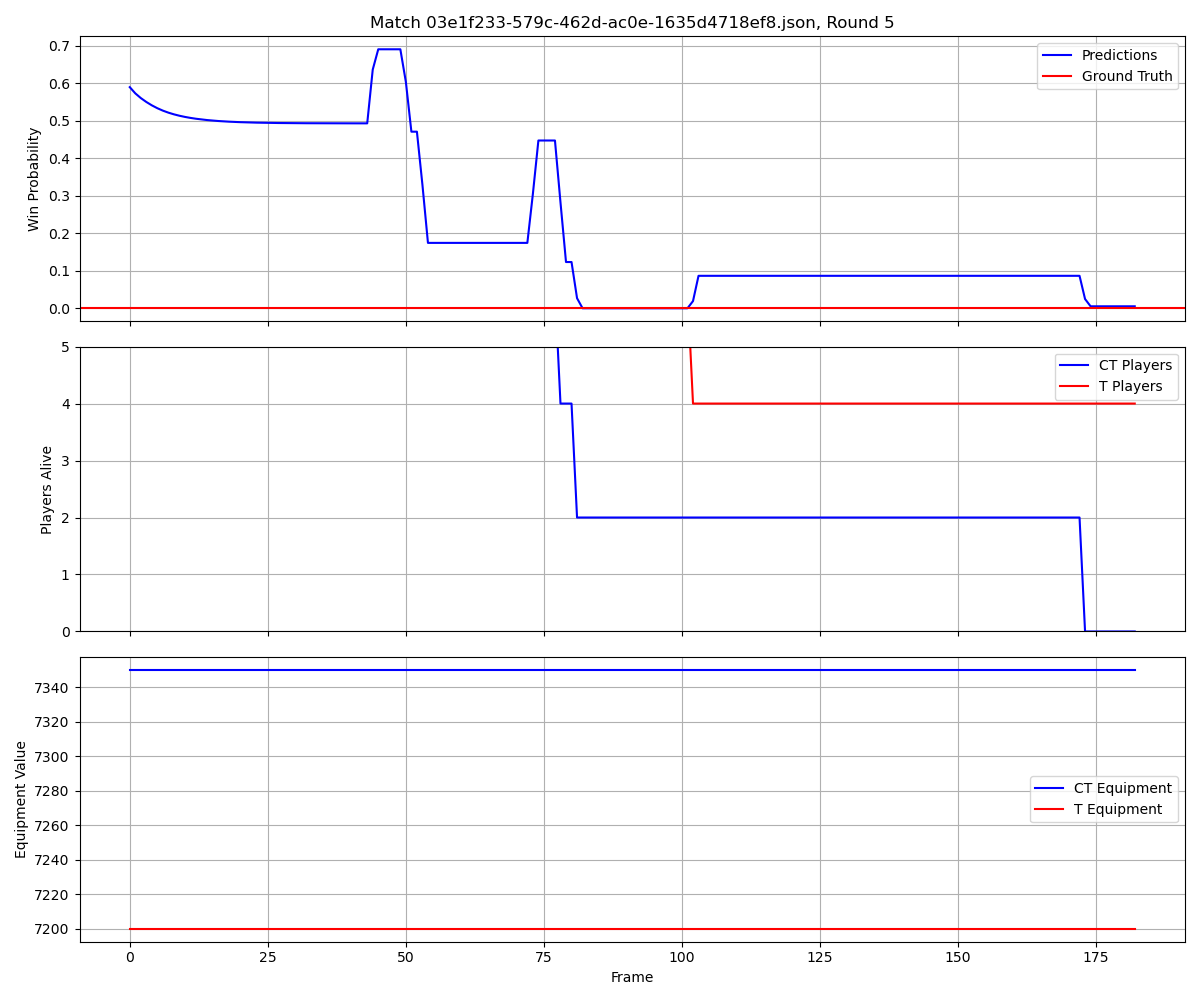 Match 03e1f233-579c-462d-ac0e-1635d4718ef8.json, Round 5
Win Probability
0.7
0.6
0.5
0.4
0.3
0.2
0.1
0.0
Predictions
Ground Truth
Players Alive
5
4
3
2
1
0
CT Players
T Players
Equipment Value
7340
7320
7300
7280
7260
7240
7220
7200
CT Equipment
T Equipment
0 25 50 75 100 125 150 175
Frame